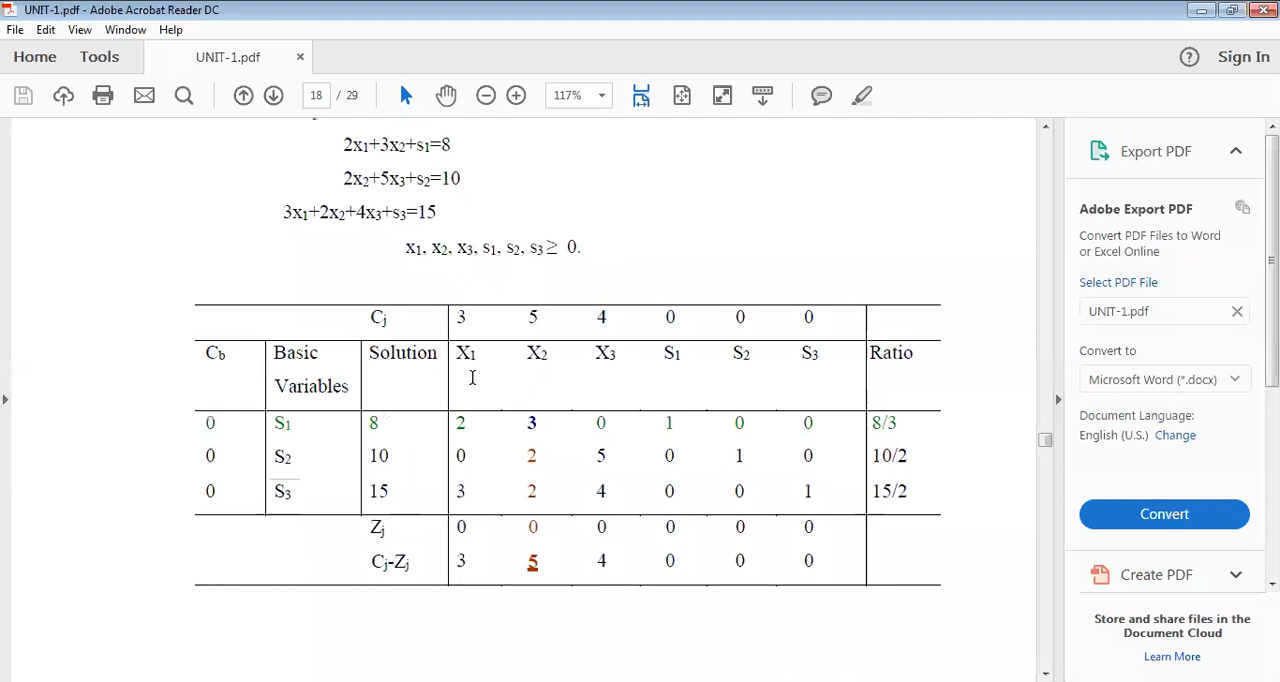 UNIT-1.pdf - Adobe Acrobat Reader DC
File Edit View Window Help
Home Tools UNIT-1.pdf × Sign In
18 / 29 117%
2x₁+3x₂+s₁=8
2x₂+5x₃+s₂=10
3x₁+2x₂+4x₃+s₃=15
x₁, x₂, x₃, s₁, s₂, s₃≥ 0.
Cj 3 5 4 0 0 0
Cb Basic Solution X₁ X₂ X₃ S₁ S₂ S₃ Ratio
Variables
0 S₁ 8 2 3 0 1 0 0 8/3
0 S₂ 10 0 2 5 0 1 0 10/2
0 S₃ 15 3 2 4 0 0 1 15/2
Zj 0 0 0 0 0 0
Cj-Zj 3 5 4 0 0 0
Export PDF
Adobe Export PDF
Convert PDF Files to Word
or Excel Online
Select PDF File
UNIT-1.pdf
Convert to
Microsoft Word (*.docx)
Document Language:
English (U.S.) Change
Convert
Create PDF
Store and share files in the
Document Cloud
Learn More